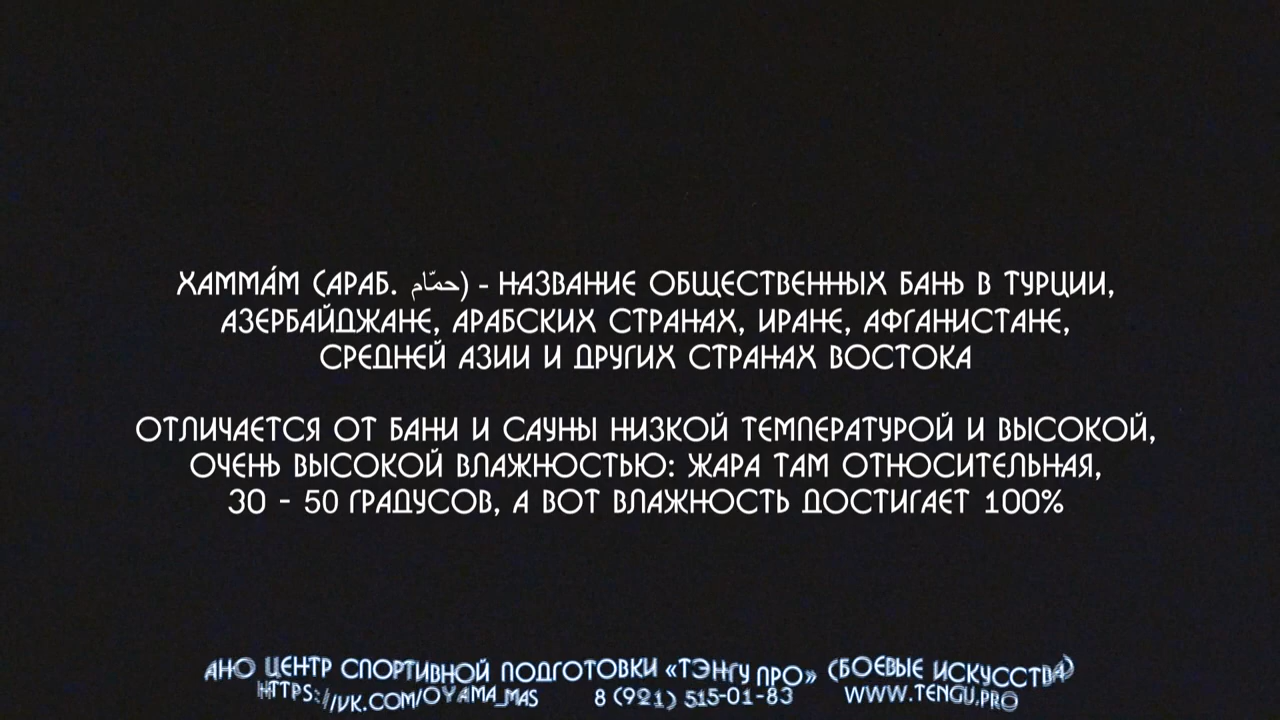 ХАММА́М (АРАБ. حمّام) - НАЗВАНИЕ ОБЩЕСТВЕННЫХ БАНЬ В ТУРЦИИ,
АЗЕРБАЙДЖАНЕ, АРАБСКИХ СТРАНАХ, ИРАНЕ, АФГАНИСТАНЕ,
СРЕДНЕЙ АЗИИ И ДРУГИХ СТРАНАХ ВОСТОКА
ОТЛИЧАЕТСЯ ОТ БАНИ И САУНЫ НИЗКОЙ ТЕМПЕРАТУРОЙ И ВЫСОКОЙ,
ОЧЕНЬ ВЫСОКОЙ ВЛАЖНОСТЬЮ: ЖАРА ТАМ ОТНОСИТЕЛЬНАЯ,
30 - 50 ГРАДУСОВ, А ВОТ ВЛАЖНОСТЬ ДОСТИГАЕТ 100%
АНО ЦЕНТР СПОРТИВНОЙ ПОДГОТОВКИ «ТЭНГУ ПРО» (БОЕВЫЕ ИСКУССТВА)
HTTPS://VK.COM/OYAMA_MAS 8 (921) 515-01-83 WWW.TENGU.PRO